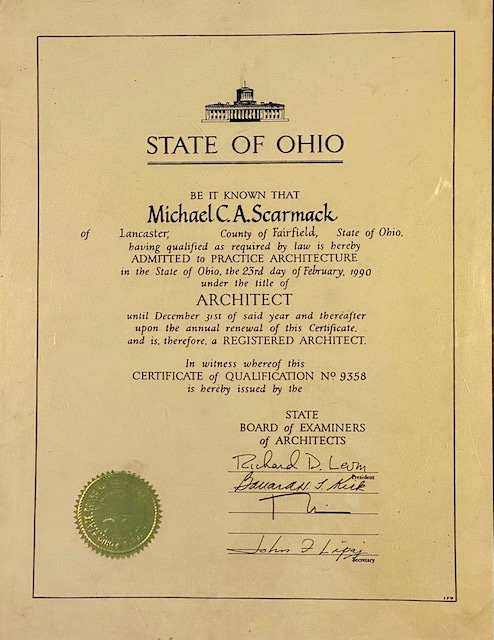 STATE OF OHIO
BE IT KNOWN THAT
Michael C. A. Scarmack
of Lancaster, County of Fairfield, State of Ohio,
having qualified as required by law is hereby
ADMITTED to PRACTICE ARCHITECTURE
in the State of Ohio, the 23rd day of February, 1990
under the title of
ARCHITECT
until December 31st of said year and thereafter
upon the annual renewal of this Certificate,
and is, therefore, a REGISTERED ARCHITECT.
In witness whereof this
CERTIFICATE of QUALIFICATION Nº 9358
is hereby issued by the
STATE
BOARD of EXAMINERS
of ARCHITECTS
Richard D. Levin
President
Kirk
John F
Secretary